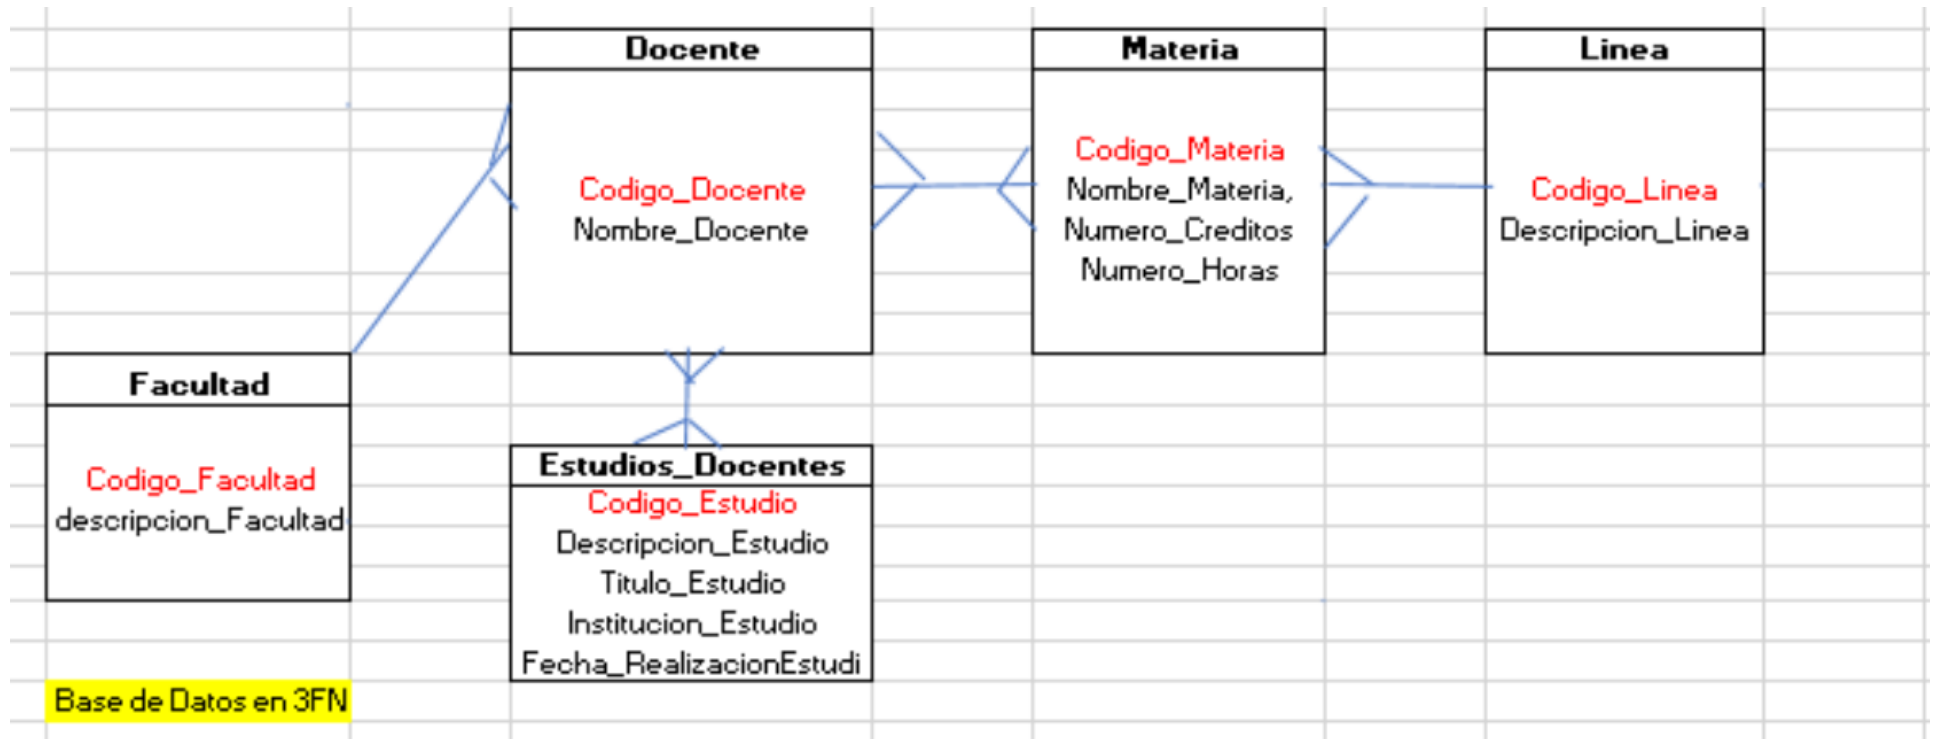 Docente
Codigo_Docente
Nombre_Docente
Materia
Codigo_Materia
Nombre_Materia,
Numero_Creditos
Numero_Horas
Linea
Codigo_Linea
Descripcion_Linea
Facultad
Codigo_Facultad
descripcion_Facultad
Estudios_Docentes
Codigo_Estudio
Descripcion_Estudio
Titulo_Estudio
Institucion_Estudio
Fecha_RealizacionEstudi
Base de Datos en 3FN